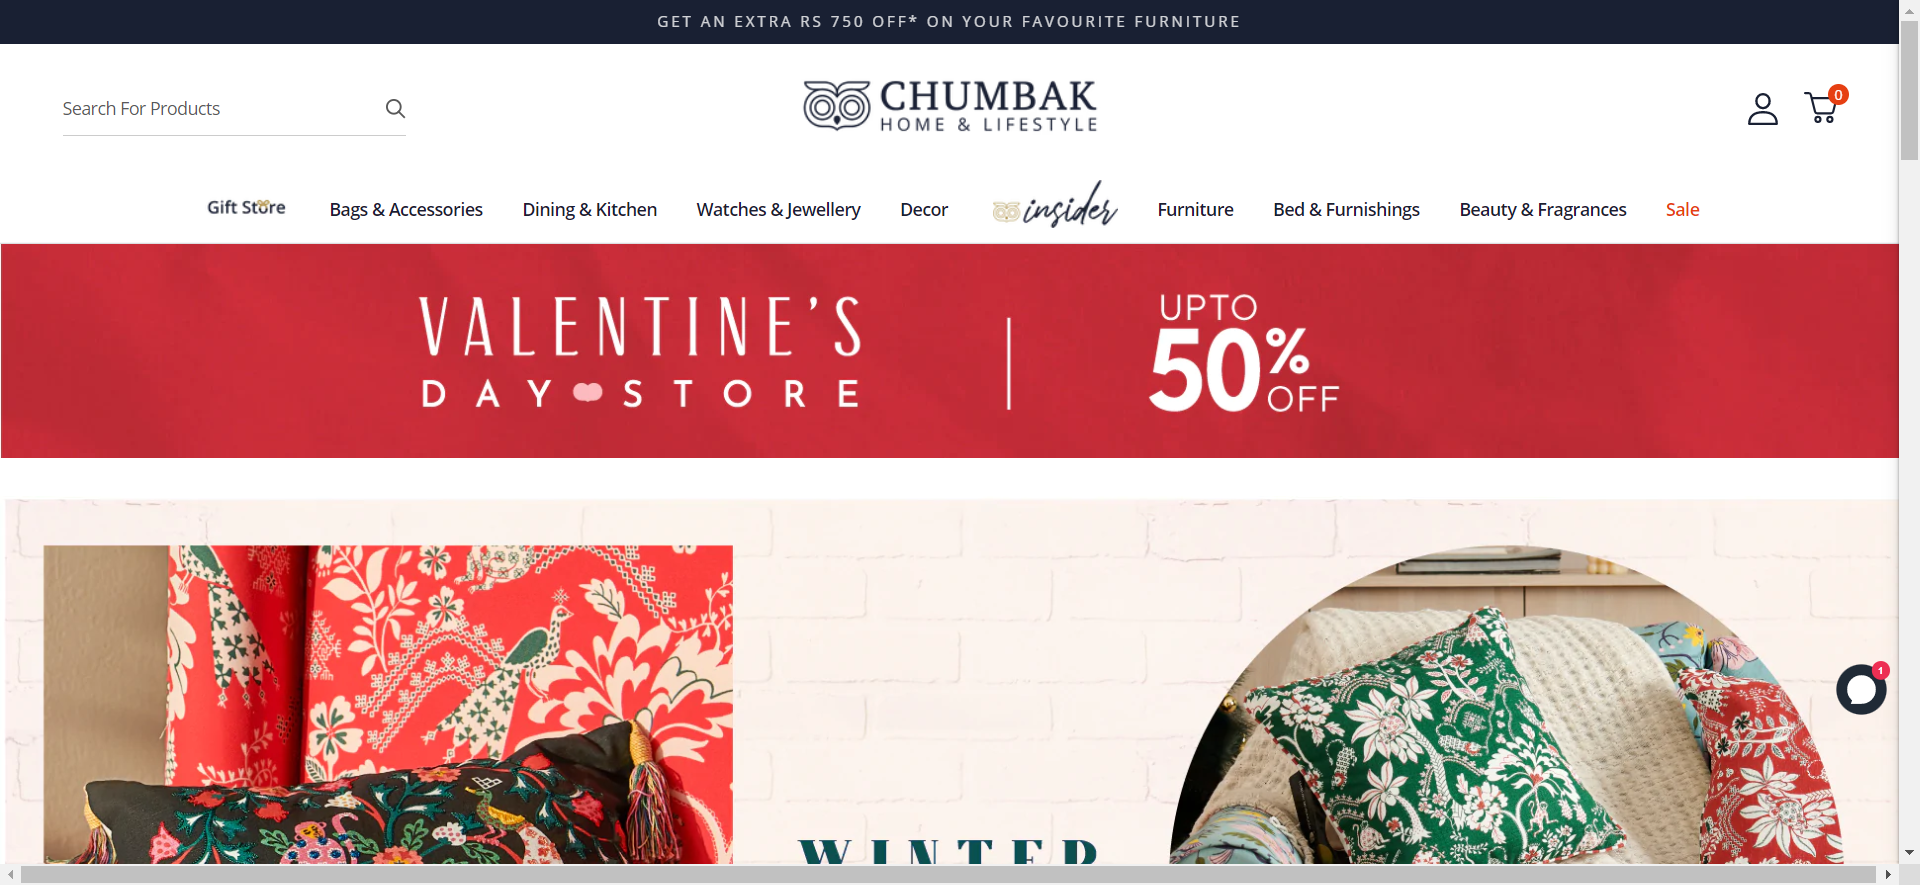 GET AN EXTRA RS 750 OFF* ON YOUR FAVOURITE FURNITURE
Search For Products
CHUMBAK
HOME & LIFESTYLE
0
Gift Store
Bags & Accessories
Dining & Kitchen
Watches & Jewellery
Decor
insider
Furniture
Bed & Furnishings
Beauty & Fragrances
Sale
VALENTINE'S
DAY STORE
UPTO
50%
OFF
1
WINTER